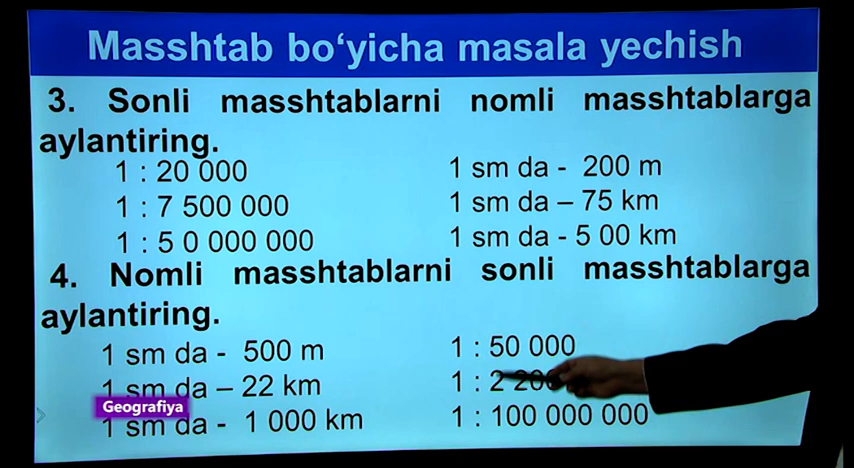 Masshtab bo‘yicha masala yechish
3. Sonli masshtablarni nomli masshtablarga
aylantiring.
1 : 20 000 1 sm da - 200 m
1 : 7 500 000 1 sm da – 75 km
1 : 5 0 000 000 1 sm da - 5 00 km
4. Nomli masshtablarni sonli masshtablarga
aylantiring.
1 sm da - 500 m 1 : 50 000
1 sm da – 22 km 1 : 2 200
Geografiya
1 sm da - 1 000 km 1 : 100 000 000